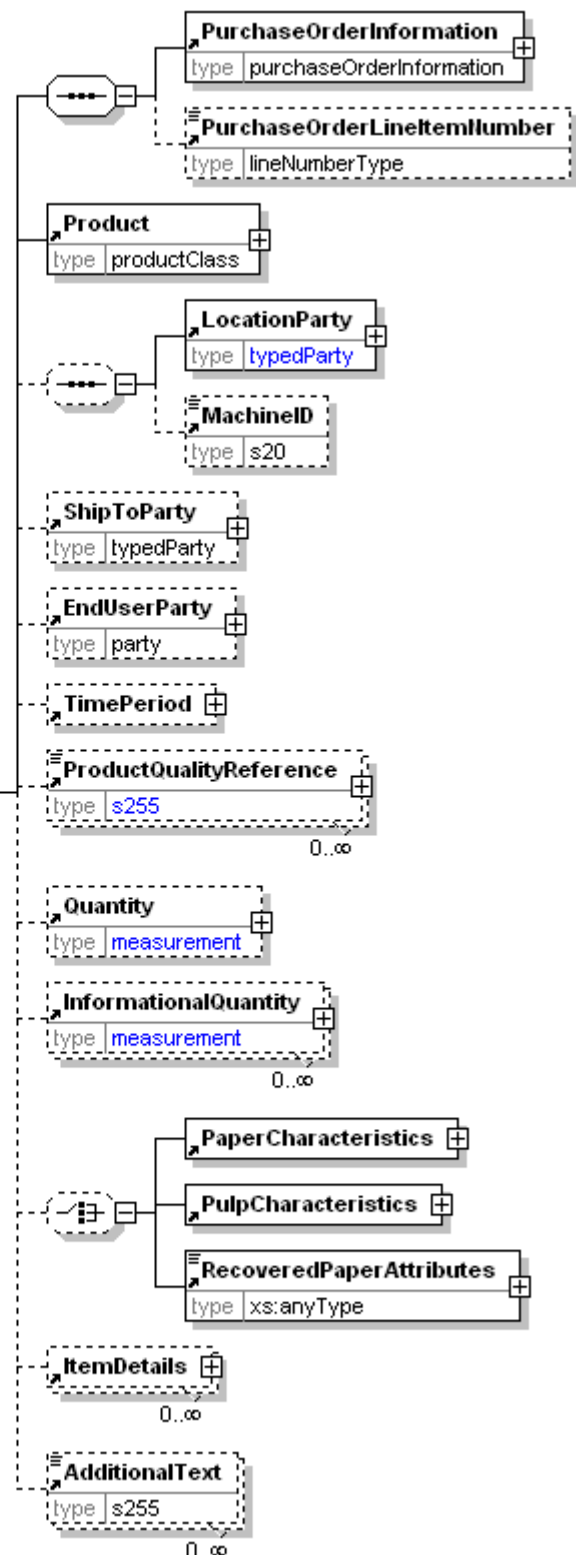 PurchaseOrderInformation
type purchaseOrderInformation
PurchaseOrderLineItemNumber
type lineNumberType
Product
type productClass
LocationParty
type typedParty
MachineID
type s20
ShipToParty
type typedParty
EndUserParty
type party
TimePeriod
ProductQualityReference
type s255
0..∞
Quantity
type measurement
InformationalQuantity
type measurement
0..∞
PaperCharacteristics
PulpCharacteristics
RecoveredPaperAttributes
type xs:anyType
ItemDetails
0..∞
AdditionalText
type s255
0..∞